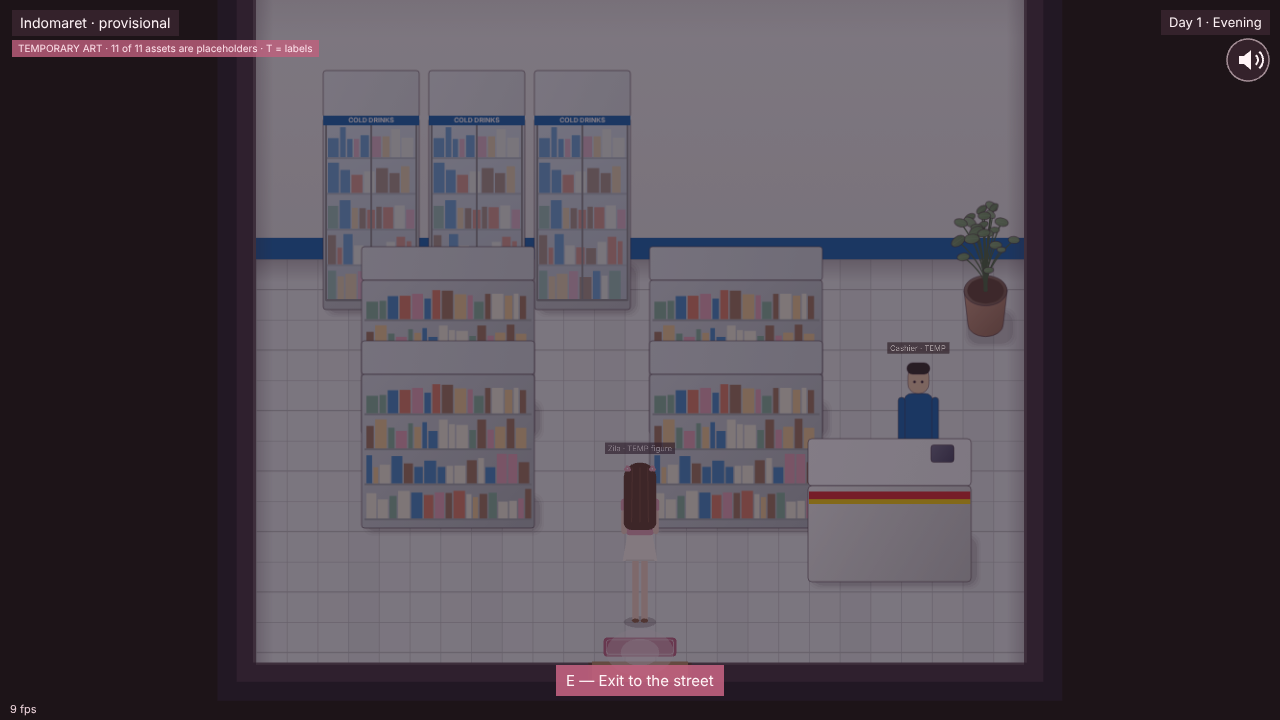 Indomaret · provisional
TEMPORARY ART · 11 of 11 assets are placeholders · T = labels
Day 1 · Evening
COLD DRINKS
COLD DRINKS
COLD DRINKS
Cashier · TEMP
Zila · TEMP figure
E — Exit to the street
9 fps